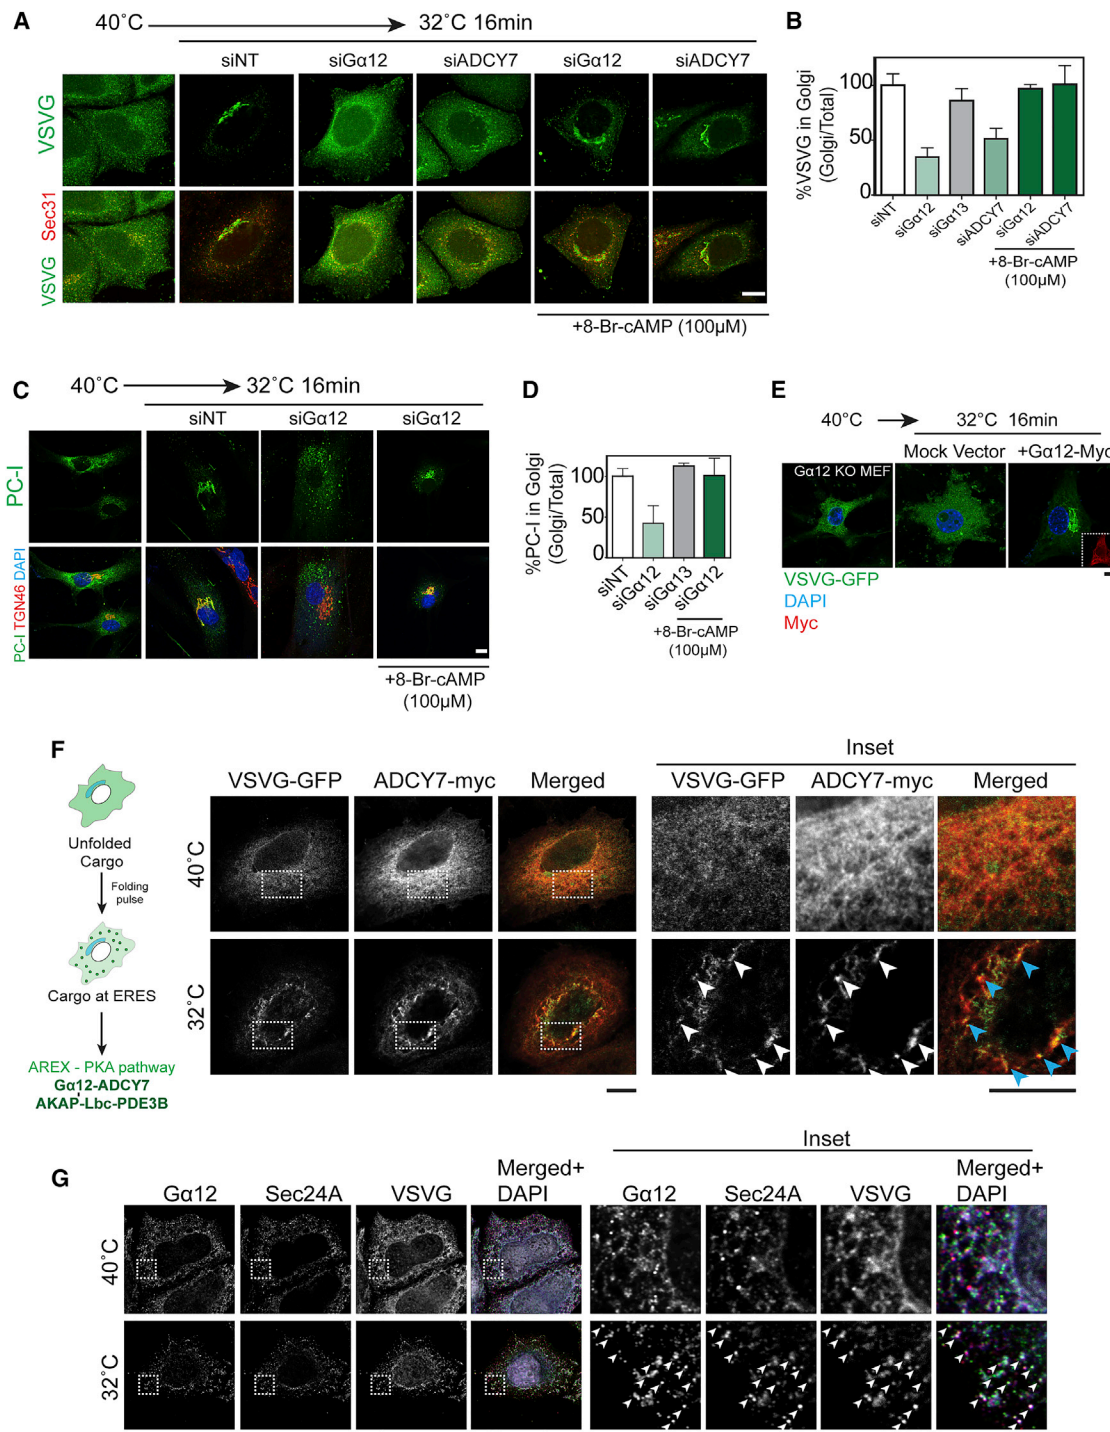 A
40˚C
32˚C 16min
siNT
siGα12
siADCY7
siGα12
siADCY7
VSVG
VSVG Sec31
+8-Br-cAMP (100µM)
B
%VSVG in Golgi
(Golgi/Total)
100
50
0
siNT
siGα12
siGα13
siADCY7
siGα12
siADCY7
+8-Br-cAMP
(100µM)
C
40˚C
32˚C 16min
siNT
siGα12
siGα12
PC-I
PC-I TGN46 DAPI
+8-Br-cAMP
(100µM)
D
%PC-I in Golgi
(Golgi/Total)
100
50
0
siNT
siGα12
siGα13
siGα12
+8-Br-cAMP
(100µM)
E
40˚C
32˚C 16min
Mock Vector
+Gα12-Myc
Gα12 KO MEF
VSVG-GFP
DAPI
Myc
F
Unfolded
Cargo
Folding
pulse
Cargo at ERES
AREX - PKA pathway
Gα12-ADCY7
AKAP-Lbc-PDE3B
Inset
VSVG-GFP
ADCY7-myc
Merged
VSVG-GFP
ADCY7-myc
Merged
40˚C
32˚C
G
Inset
Gα12
Sec24A
VSVG
Merged+
DAPI
Gα12
Sec24A
VSVG
Merged+
DAPI
40˚C
32˚C